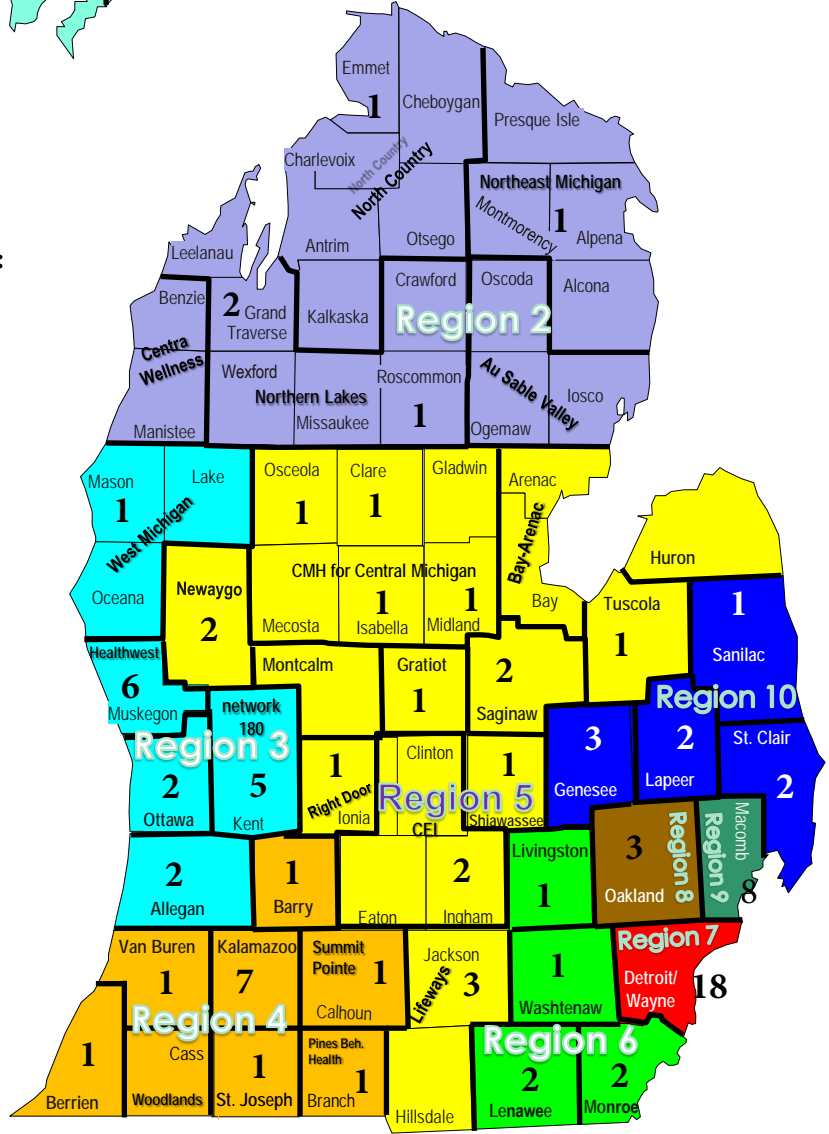 Emmet
1
Cheboygan
Presque Isle
Charlevoix
North Country
North Country
Northeast Michigan
Montmorency
1
Alpena
Antrim
Otsego
Leelanau
:
Benzie
2
Grand
Traverse
Kalkaska
Crawford
Oscoda
Alcona
Region 2
Centra
Wellness
Wexford
Roscommon
Au Sable Valley
Iosco
Northern Lakes
Missaukee
1
Manistee
Ogemaw
Mason
1
Lake
Osceola
1
Clare
1
Gladwin
Arenac
Bay-Arenac
West Michigan
Huron
Oceana
Newaygo
2
CMH for Central Michigan
Mecosta
1
Isabella
1
Midland
Bay
Tuscola
1
1
Sanilac
Healthwest
6
Muskegon
Montcalm
Gratiot
1
2
Saginaw
Region 10
network
180
Region 3
2
Ottawa
5
Kent
1
Right Door
Ionia
Clinton
Region 5
CEI
1
Shiawassee
3
Genesee
2
Lapeer
St. Clair
2
2
Allegan
1
Barry
Eaton
2
Ingham
Livingston
1
3
Oakland
Region 8
Region 9
Macomb
8
Van Buren
1
Kalamazoo
7
Summit
Pointe
1
Calhoun
Jackson
Lifeways
3
1
Washtenaw
Region 7
Detroit/
Wayne
18
Region 4
Region 6
1
Berrien
Cass
Woodlands
1
St. Joseph
Pines Beh.
Health
1
Branch
Hillsdale
2
Lenawee
2
Monroe